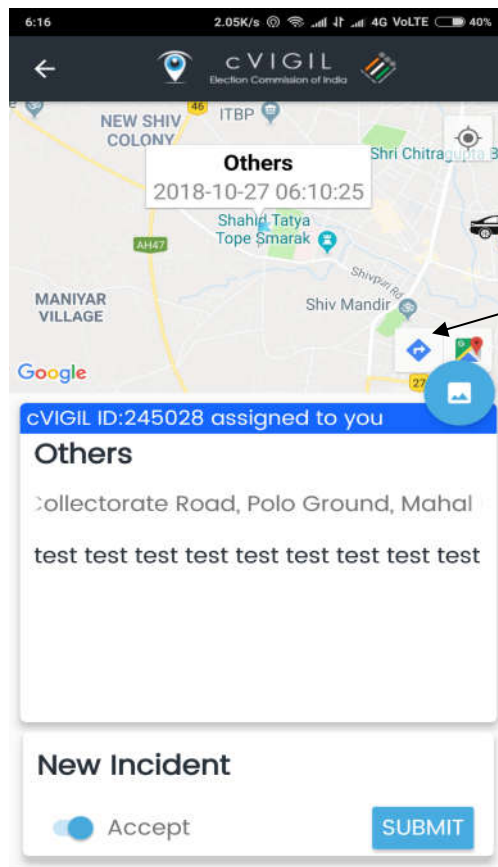 6:16 2.05K/s 4G VoLTE 40%
cVIGIL
Election Commission of India
46 ITBP
NEW SHIV
COLONY
Others
2018-10-27 06:10:25
Shri Chitragupta B
Shahid Tatya
Tope Smarak
AH47
Shivpuri Rd
MANIYAR
VILLAGE
Shiv Mandir
Google
27
cVIGIL ID:245028 assigned to you
Others
Collectorate Road, Polo Ground, Mahal
test test test test test test test test test
New Incident
Accept SUBMIT